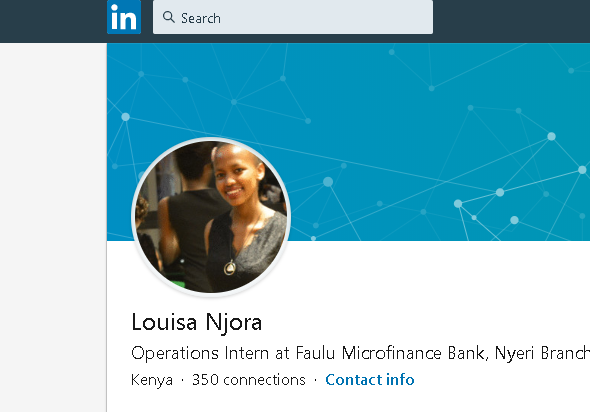 in
Search
Louisa Njora
Operations Intern at Faulu Microfinance Bank, Nyeri Branch
Kenya · 350 connections · Contact info